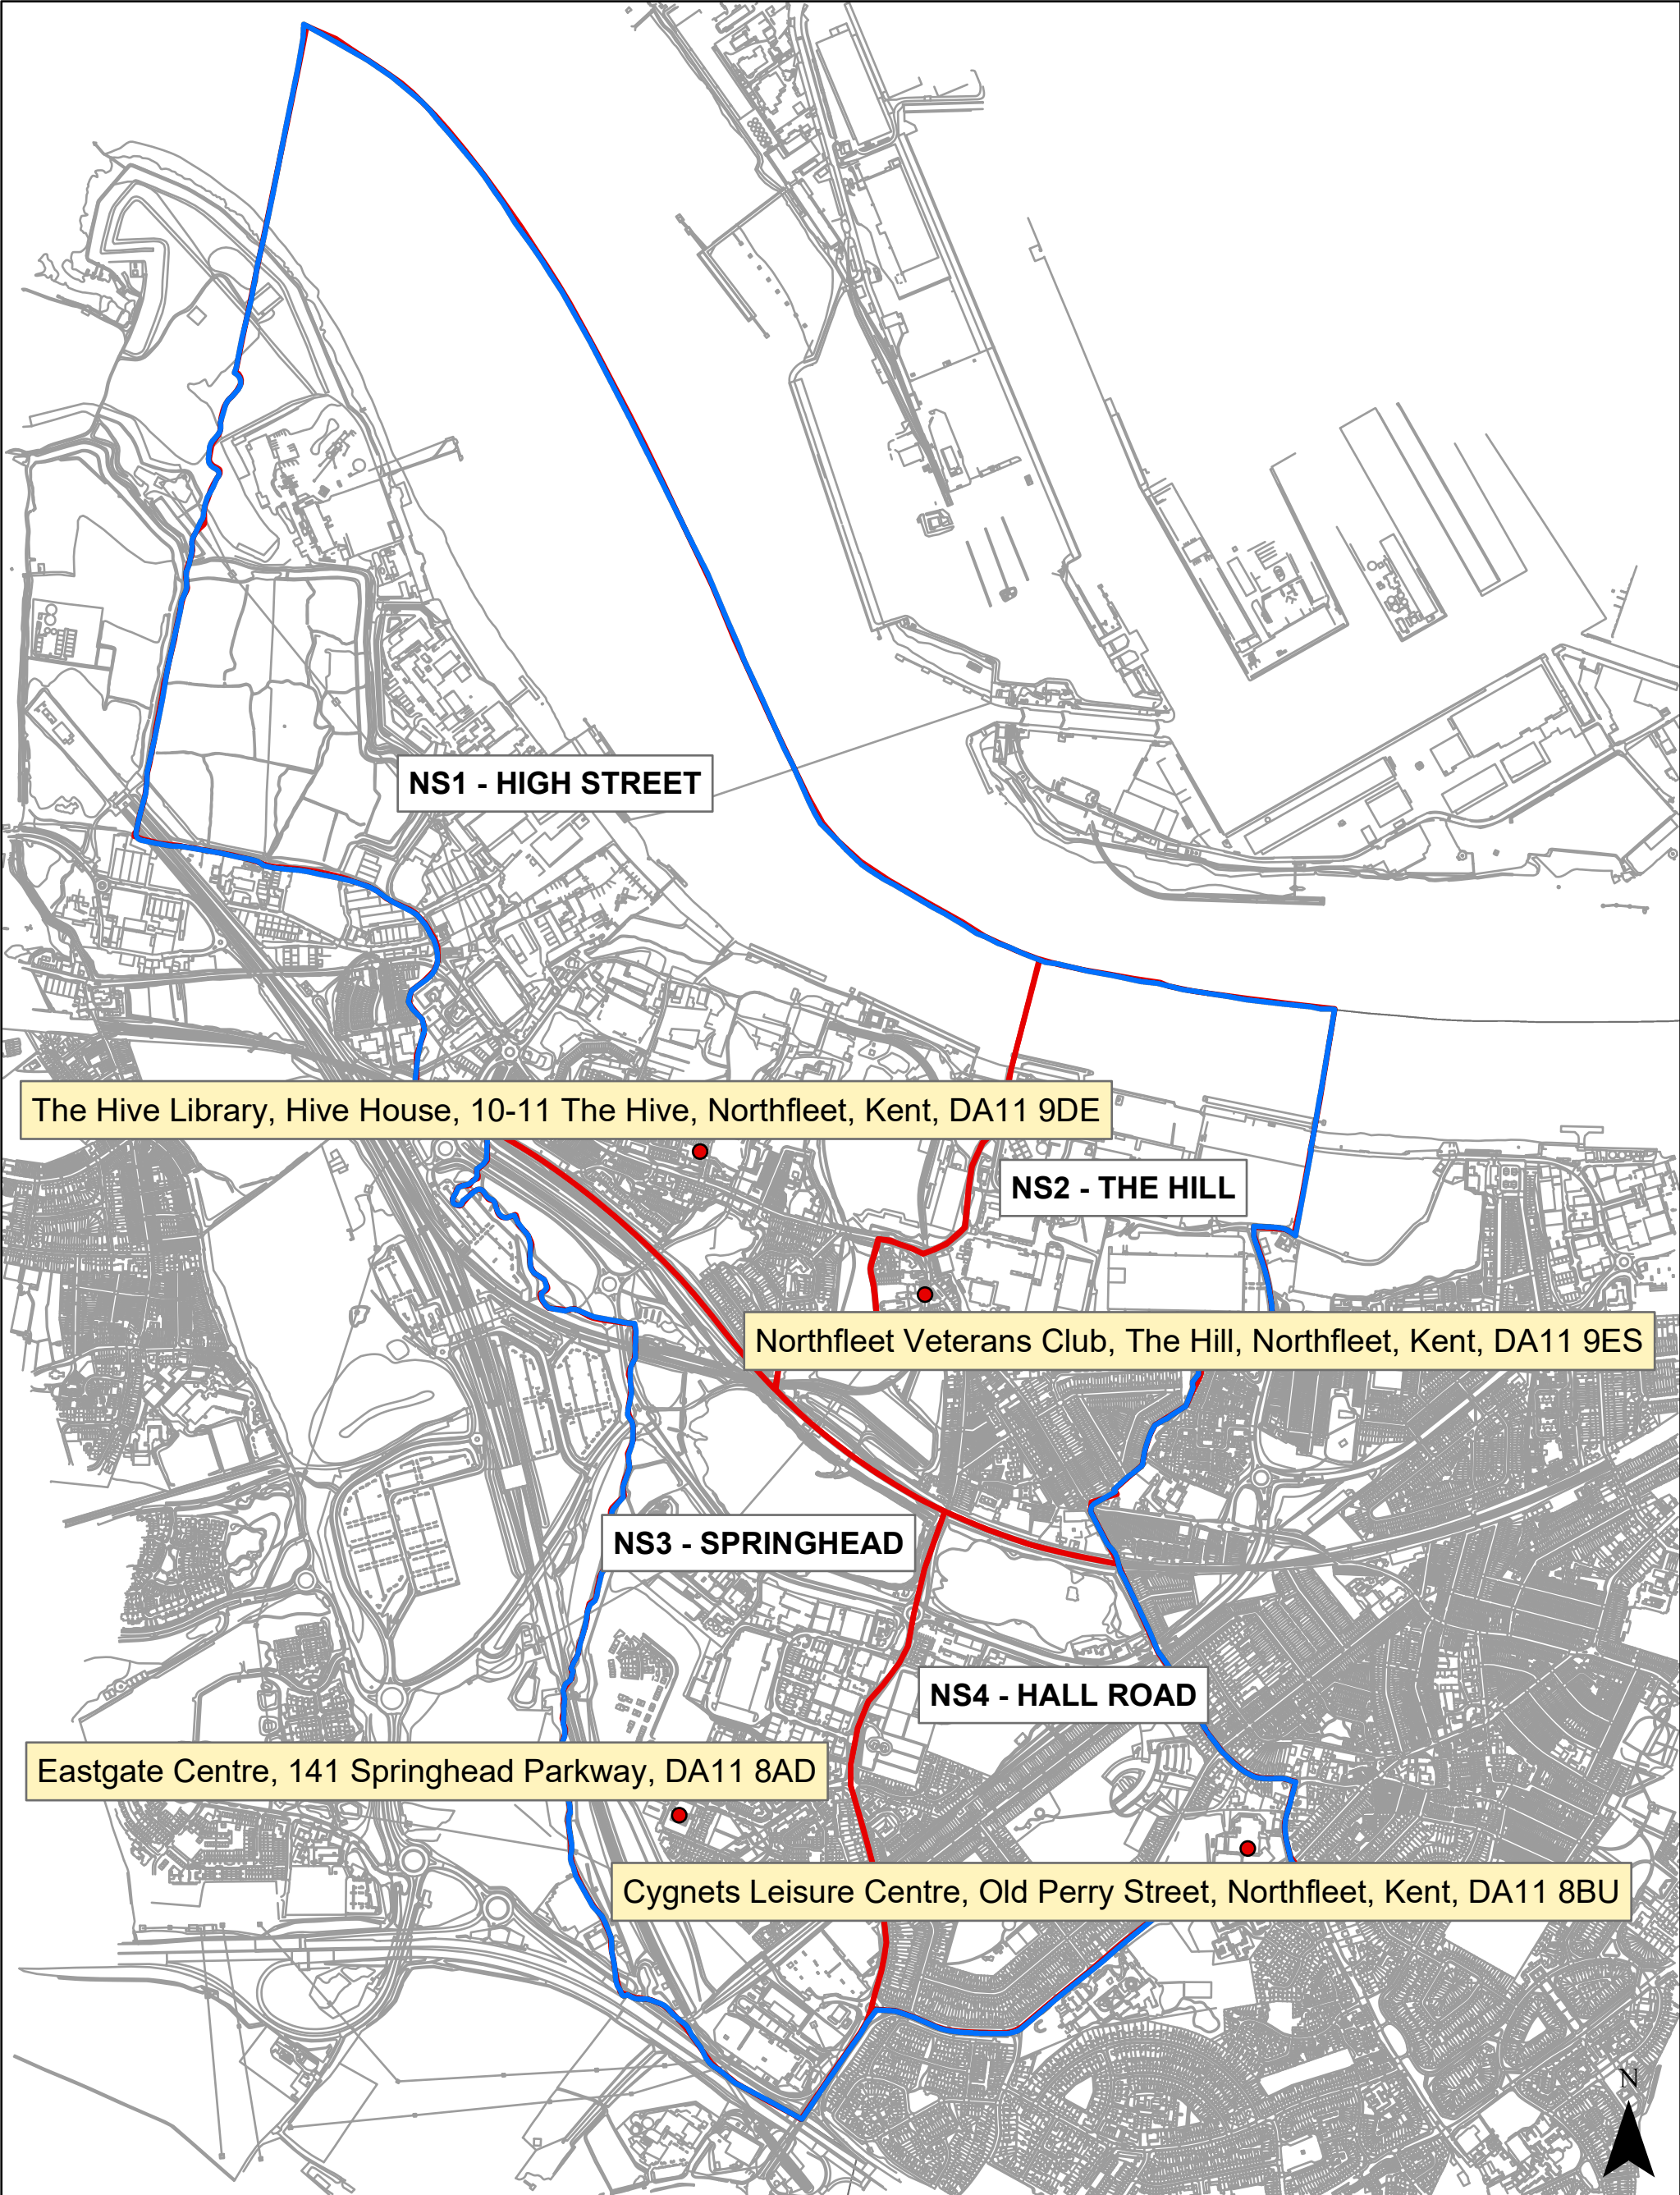 NS1 - HIGH STREET
The Hive Library, Hive House, 10-11 The Hive, Northfleet, Kent, DA11 9DE
NS2 - THE HILL
Northfleet Veterans Club, The Hill, Northfleet, Kent, DA11 9ES
NS3 - SPRINGHEAD
NS4 - HALL ROAD
Eastgate Centre, 141 Springhead Parkway, DA11 8AD
Cygnets Leisure Centre, Old Perry Street, Northfleet, Kent, DA11 8BU
N